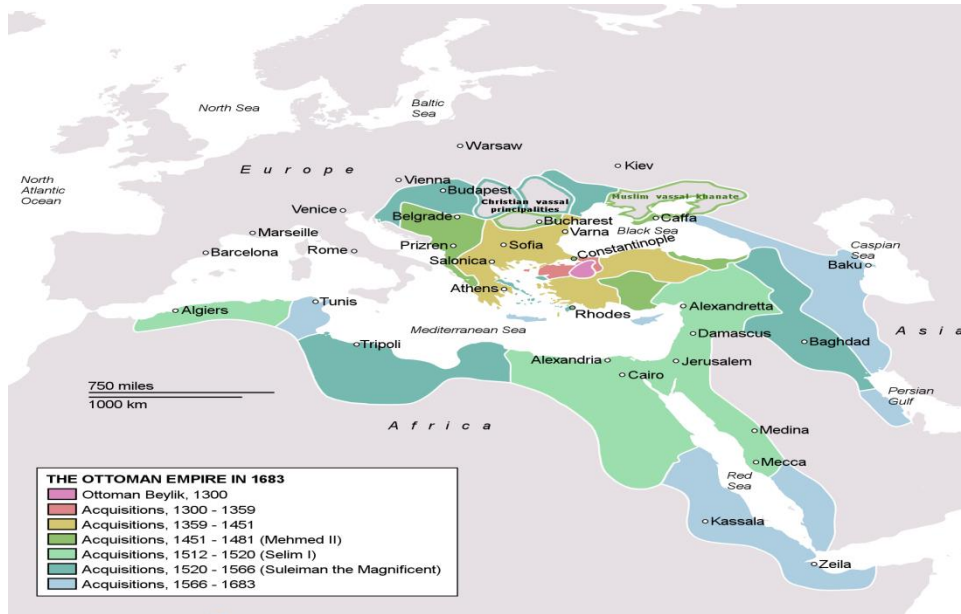 North Sea
Baltic
Sea
Warsaw
Europe
Kiev
North
Atlantic
Ocean
Vienna
Budapest
Christian vassal
principalities
Muslim vassal khanate
Venice
Belgrade
Bucharest
Caffa
Varna
Black Sea
Marseille
Prizren
Sofia
Constantinople
Caspian
Sea
Barcelona
Rome
Salonica
Baku
Athens
Tunis
Algiers
Rhodes
Alexandretta
Asia
Mediterranean Sea
Tripoli
Damascus
Baghdad
Alexandria
Jerusalem
Cairo
750 miles
1000 km
Persian
Gulf
Africa
Medina
Mecca
Red
Sea
Kassala
Zeila
THE OTTOMAN EMPIRE IN 1683
Ottoman Beylik, 1300
Acquisitions, 1300 - 1359
Acquisitions, 1359 - 1451
Acquisitions, 1451 - 1481 (Mehmed II)
Acquisitions, 1512 - 1520 (Selim I)
Acquisitions, 1520 - 1566 (Suleiman the Magnificent)
Acquisitions, 1566 - 1683